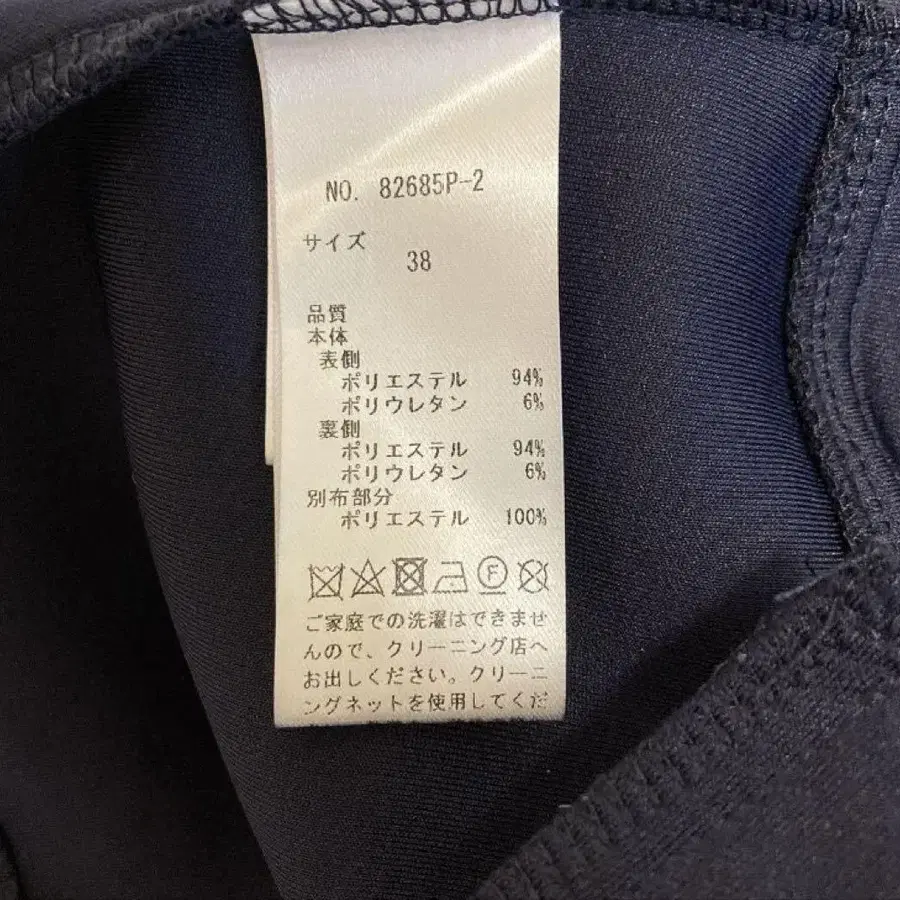 NO. 82685P-2
サイズ
38
品質
本体
表側
ポリエステル 94%
ポリウレタン 6%
裏側
ポリエステル 94%
ポリウレタン 6%
別布部分
ポリエステル 100%
F
ご家庭での洗濯はできませ
んので、クリーニング店へ
お出しください。クリーニ
ングネットを使用してくだ